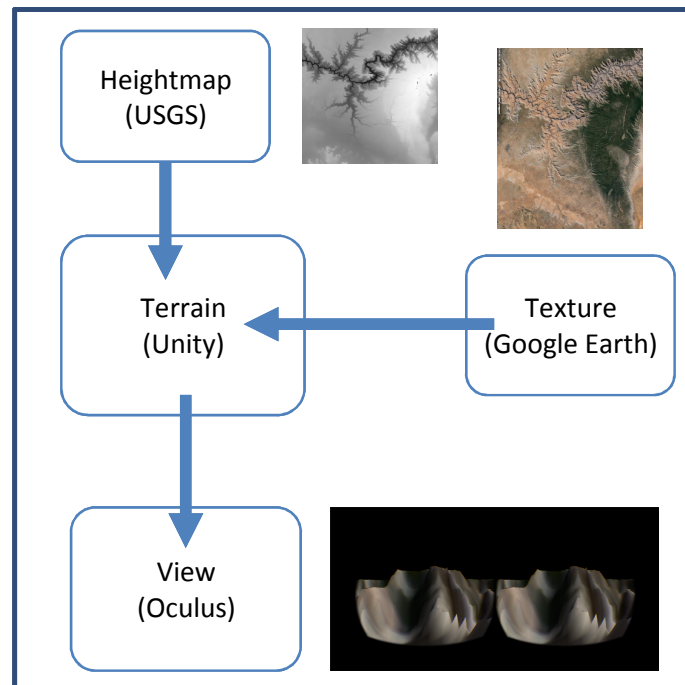 Heightmap
(USGS)
Terrain
(Unity)
Texture
(Google Earth)
View
(Oculus)